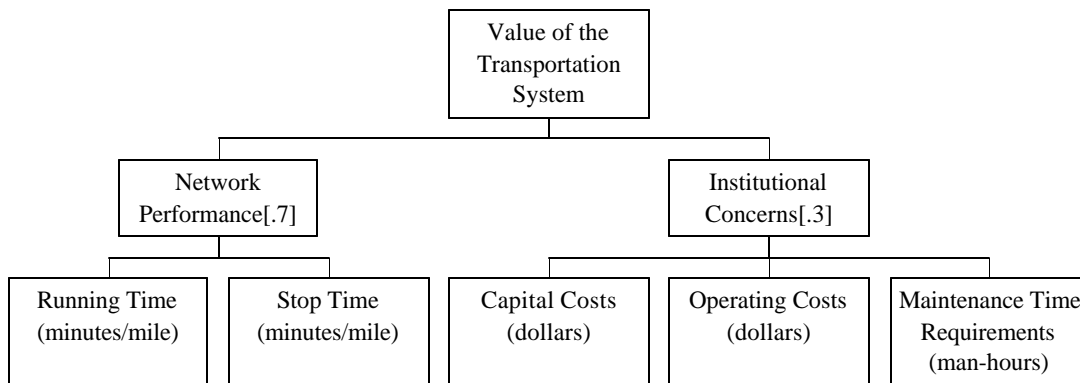 Value of the
Transportation
System
Network
Performance[.7]
Institutional
Concerns[.3]
Running Time
(minutes/mile)
Stop Time
(minutes/mile)
Capital Costs
(dollars)
Operating Costs
(dollars)
Maintenance Time
Requirements
(man-hours)